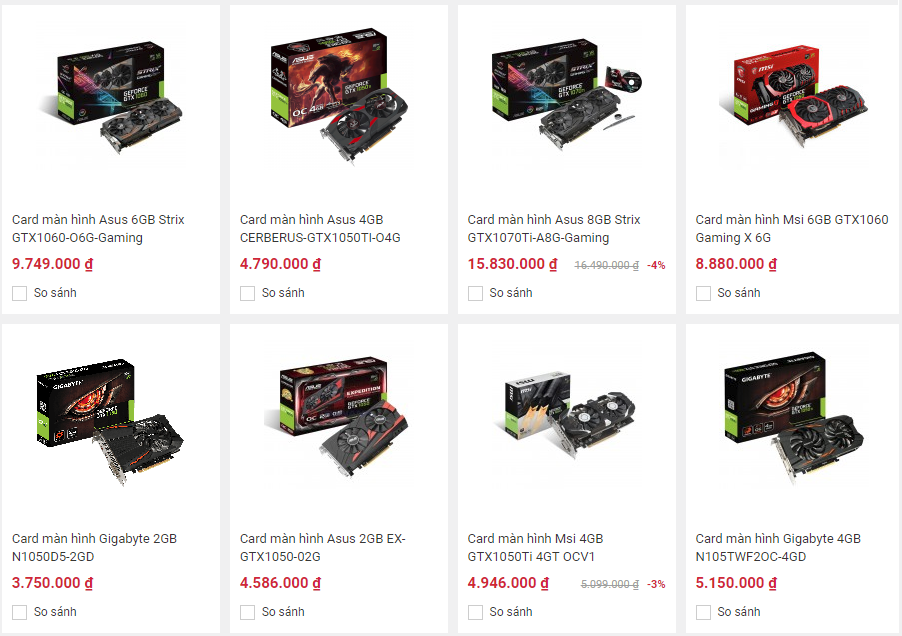 Card màn hình Asus 6GB Strix
GTX1060-O6G-Gaming
9.749.000 ₫
So sánh
Card màn hình Asus 4GB
CERBERUS-GTX1050TI-O4G
4.790.000 ₫
So sánh
Card màn hình Asus 8GB Strix
GTX1070Ti-A8G-Gaming
15.830.000 ₫ 16.490.000 ₫ -4%
So sánh
msi
Card màn hình Msi 6GB GTX1060
Gaming X 6G
8.880.000 ₫
So sánh
GIGABYTE
Card màn hình Gigabyte 2GB
N1050D5-2GD
3.750.000 ₫
So sánh
EXPEDITION
Card màn hình Asus 2GB EX-
GTX1050-02G
4.586.000 ₫
So sánh
Card màn hình Msi 4GB
GTX1050Ti 4GT OCV1
4.946.000 ₫ 5.099.000 ₫ -3%
So sánh
GIGABYTE
Card màn hình Gigabyte 4GB
N105TWF2OC-4GD
5.150.000 ₫
So sánh